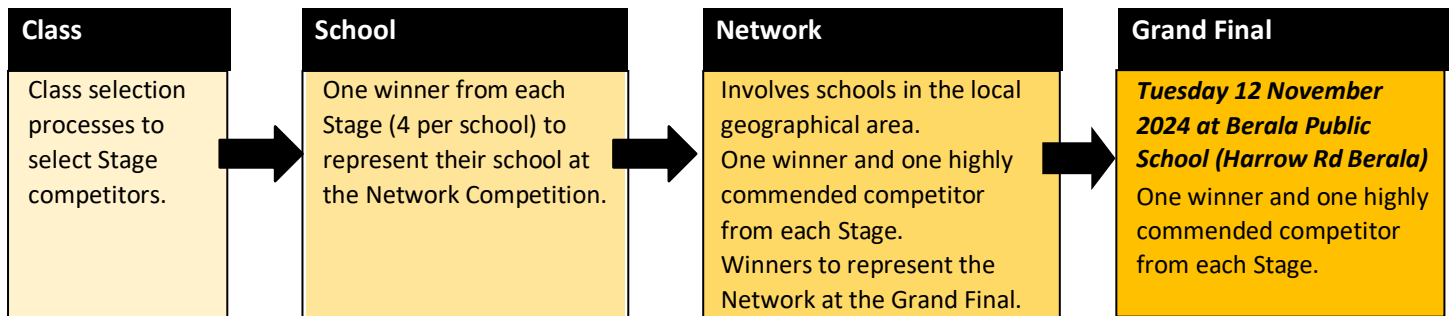 Class
Class selection
processes to
select Stage
competitors.
School
One winner from each
Stage (4 per school) to
represent their school at
the Network Competition.
Network
Involves schools in the local
geographical area.
One winner and one highly
commended competitor
from each Stage.
Winners to represent the
Network at the Grand Final.
Grand Final
Tuesday 12 November
2024 at Berala Public
School (Harrow Rd Berala)
One winner and one highly
commended competitor
from each Stage.